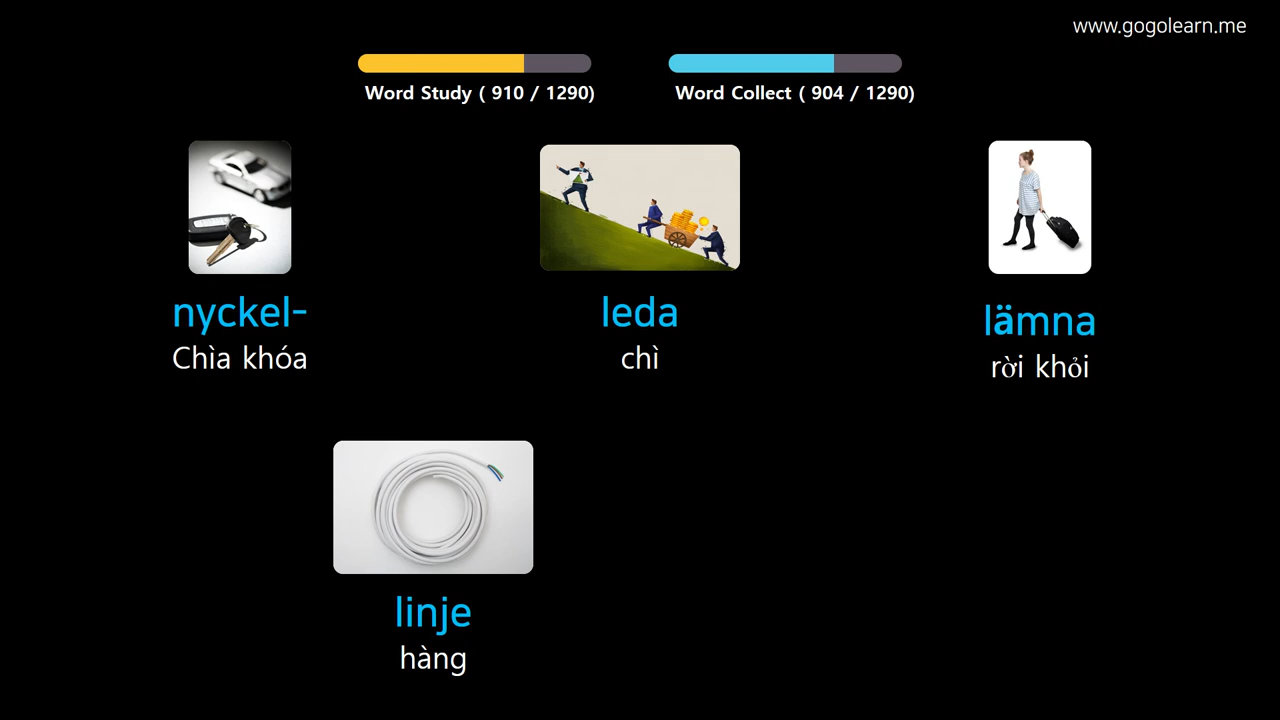 www.gogolearn.me
Word Study ( 910 / 1290)
Word Collect ( 904 / 1290)
nyckel-
Chìa khóa
leda
chì
lämna
rời khỏi
linje
hàng